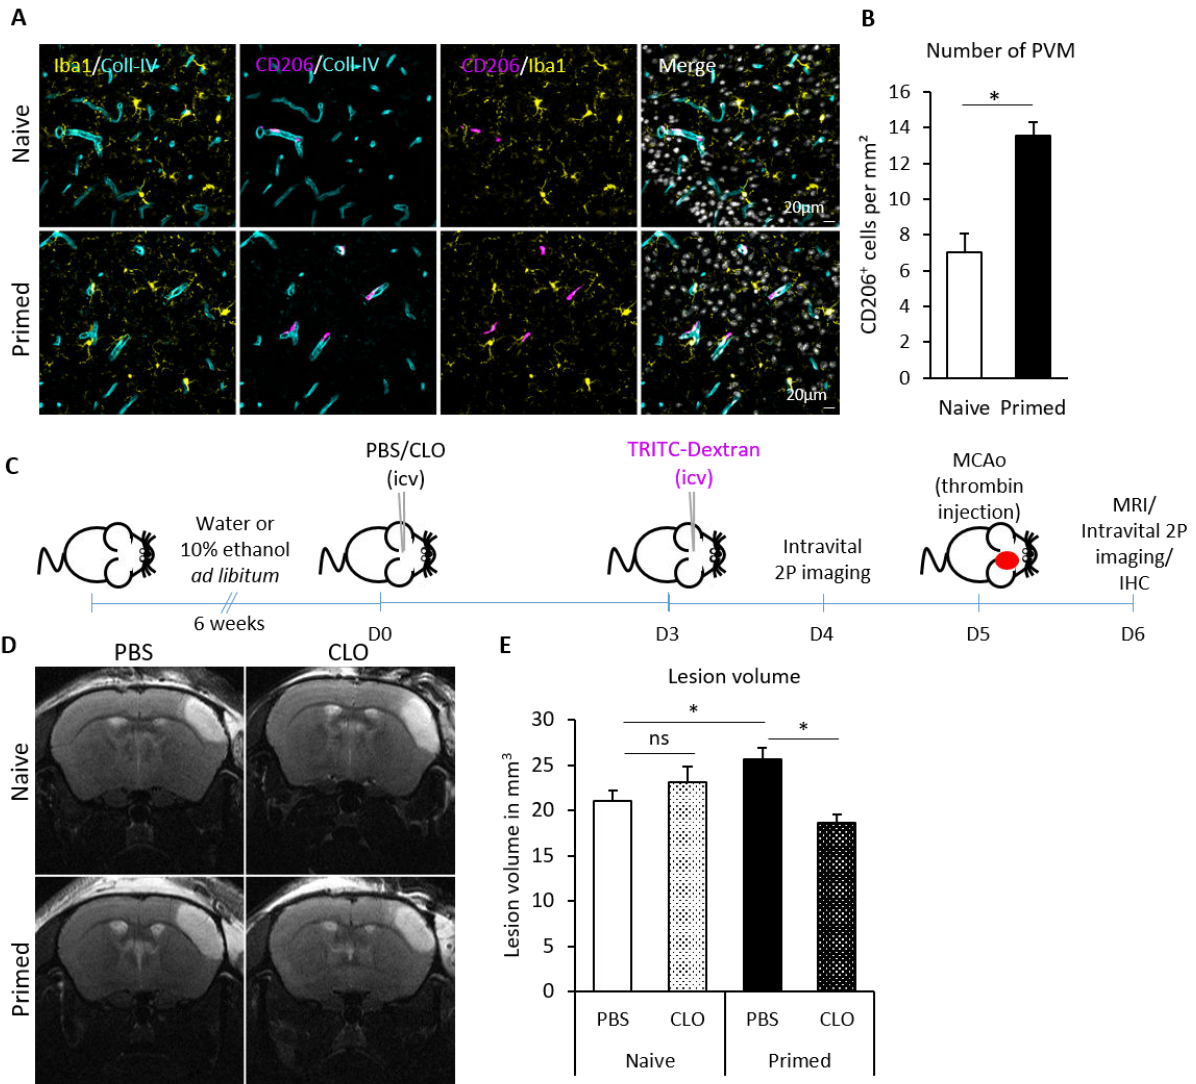 A
Iba1/Coll-IV
CD206/Coll-IV
CD206/Iba1
Merge
Naive
20µm
Primed
20µm
B
Number of PVM
*
CD206⁺ cells per mm²
16
14
12
10
8
6
4
2
0
Naive
Primed
C
Water or
10% ethanol
ad libitum
6 weeks
PBS/CLO
(icv)
D0
TRITC-Dextran
(icv)
D3
Intravital
2P imaging
D4
MCAo
(thrombin
injection)
D5
MRI/
Intravital 2P
imaging/
IHC
D6
D
PBS
CLO
Naive
Primed
E
Lesion volume
Lesion volume in mm³
30
25
20
15
10
5
0
*
ns
*
PBS
CLO
PBS
CLO
Naive
Primed